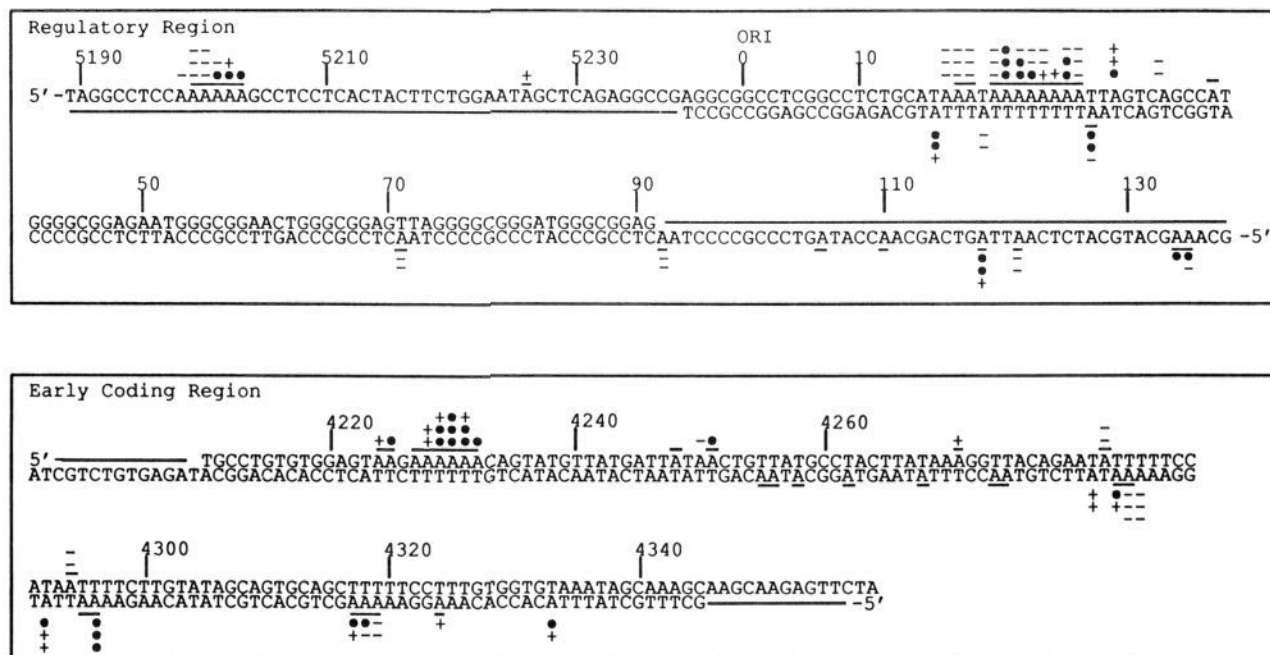 Regulatory Region
ORI
5190 5210 5230 0 10
5'-TAGGCCTCCAAAAAAGCCTCCTCACTACTTCTGGAATAGCTCAGAGGCCGAGGCGGCCTCGGCCTCTGCATAAATAAAAAAAATTAGTCAGCCAT
TCCGCCGGAGCCGGAGACGTATTTATTTTTTTTAATCAGTCGGTA
50 70 90 110 130
GGGGCGGAGAATGGGCGGAACTGGGCGGAGTTAGGGGCGGGATGGGCGGAG
CCCCGCCTCTTACCCGCCTTGACCCGCCTCAATCCCCGCCCTACCCGCCTCAATCCCCGCCCTGATACCAACGACTGATTAACTCTACGTACGAAACG -5'
Early Coding Region
4220 4240 4260
5'- TGCCTGTGTGGAGTAAGAAAAAACAGTATGTTATGATTATAACTGTTATGCCTACTTATAAAGGTTACAGAATATTTTTCC
ATCGTCTGTGAGATACGGACACACCTCATTCTTTTTTGTCATACAATACTAATATTGACAATACGGATGAATATTTCCAATGTCTTATAAAAAGG
4300 4320 4340
ATAATTTTCTTGTATAGCAGTGCAGCTTTTTCCTTTGTGGTGTAAATAGCAAAGCAAGCAAGAGTTCTA
TATTAAAAGAACATATCGTCACGTCGAAAAAGGAAACACCACATTTATCGTTTCG -5'